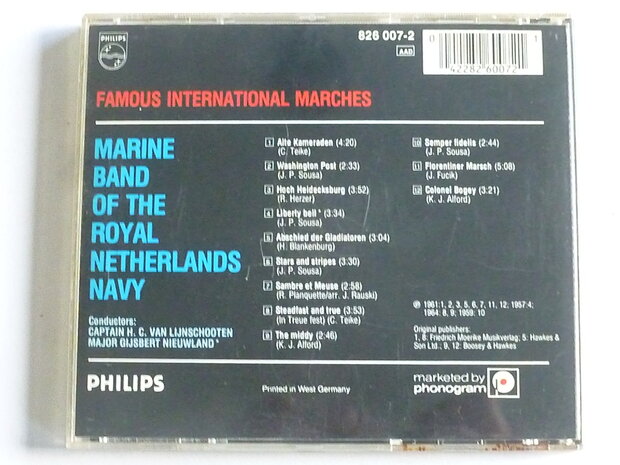 PHILIPS
826 007-2
AAD
0
1
42282 60072
FAMOUS INTERNATIONAL MARCHES
MARINE
BAND
OF THE
ROYAL
NETHERLANDS
NAVY
Conductors:
CAPTAIN H. C. VAN LIJNSCHOOTEN
MAJOR GIJSBERT NIEUWLAND*
1 Alte Kameraden (4:20)
(C. Teike)
2 Washington Post (2:33)
(J. P. Sousa)
3 Hoch Heidecksburg (3:52)
(R. Herzer)
4 Liberty bell* (3:34)
(J. P. Sousa)
5 Abschied der Gladiatoren (3:04)
(H. Blankenburg)
6 Stars and stripes (3:30)
(J. P. Sousa)
7 Sambre et Meuse (2:58)
(R. Planquette/arr. J. Rauski)
8 Steadfast and true (3:53)
(In Treue fest) (C. Teike)
9 The middy (2:46)
(K. J. Alford)
10 Semper fidelis (2:44)
(J. P. Sousa)
11 Florentiner Marsch (5:08)
(J. Fucik)
12 Colonel Bogey (3:21)
(K. J. Alford)
℗ 1961:1, 2, 3, 5, 6, 7, 11, 12: 1957:4;
1964: 8, 9; 1959: 10
Original publishers:
1, 8: Friedrich Moerike Musikverlag; 5: Hawkes &
Son Ltd., 9, 12: Boosey & Hawkes
PHILIPS
Printed in West Germany
marketed by
phonogram